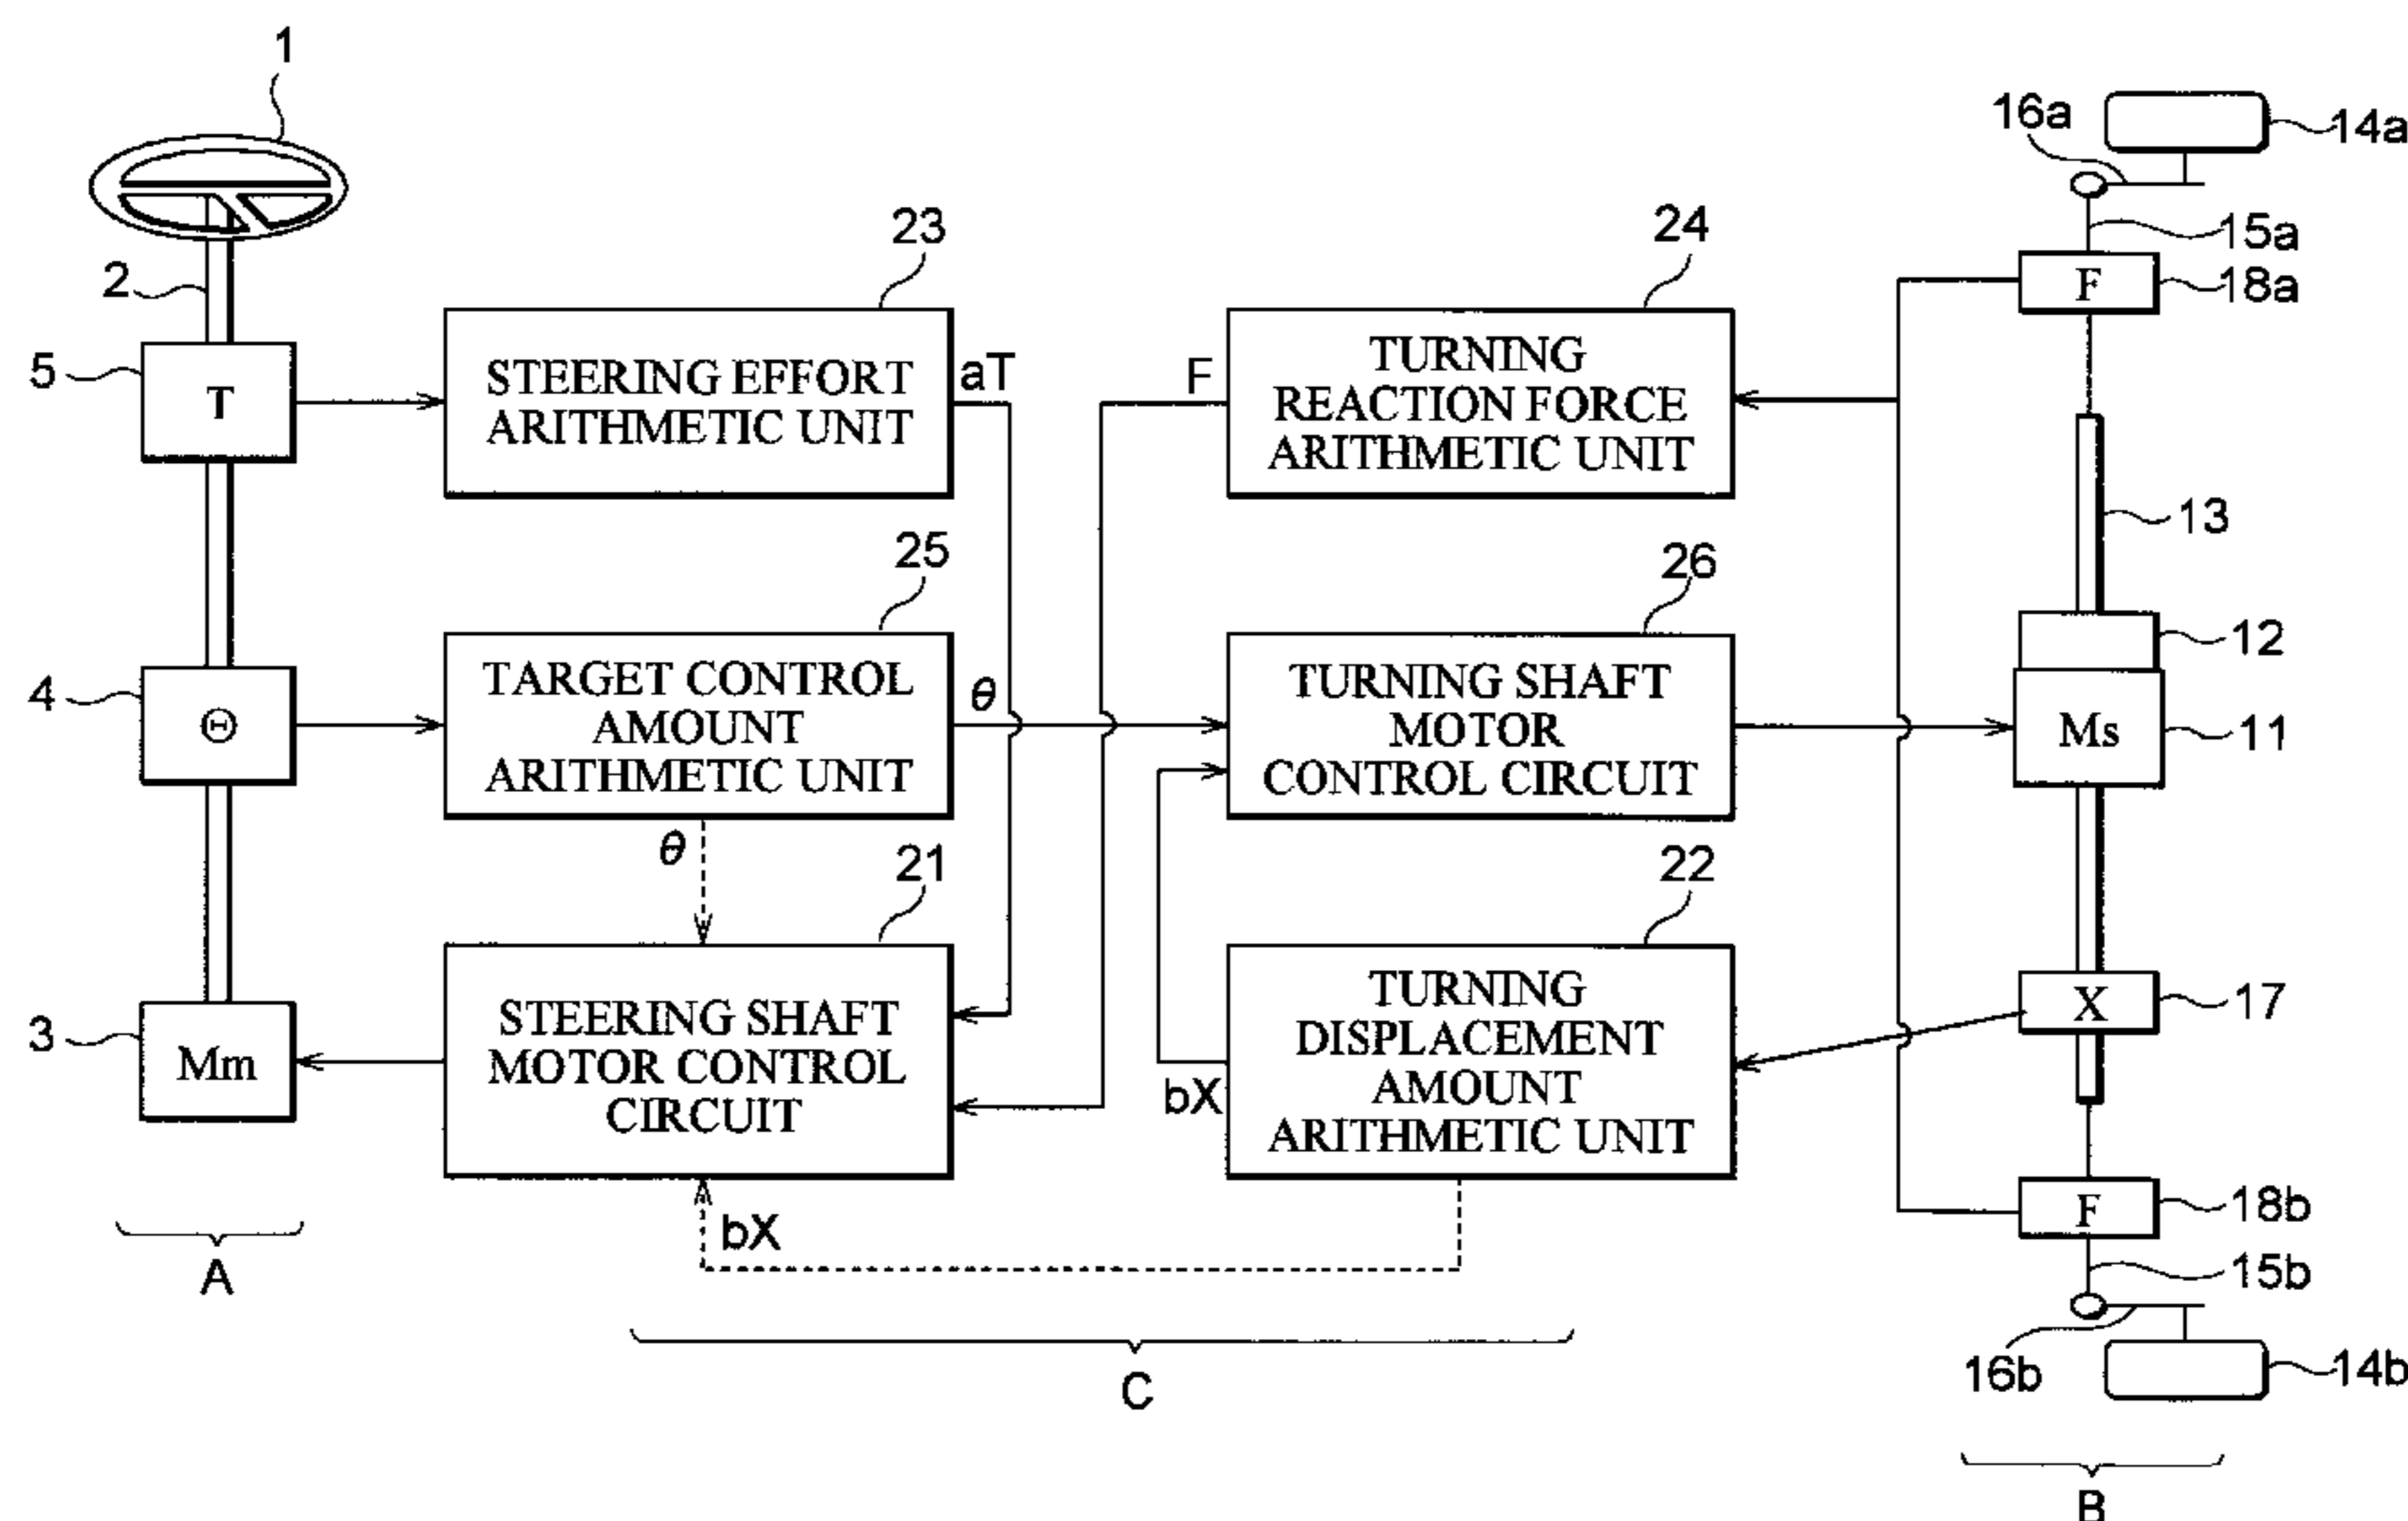 1
2
5
T
4
Θ
3
Mm
A
23
STEERING EFFORT
ARITHMETIC UNIT
aT
25
TARGET CONTROL
AMOUNT
ARITHMETIC UNIT
θ
θ
21
STEERING SHAFT
MOTOR CONTROL
CIRCUIT
bX
24
F
TURNING
REACTION FORCE
ARITHMETIC UNIT
26
TURNING SHAFT
MOTOR
CONTROL CIRCUIT
22
TURNING
DISPLACEMENT
AMOUNT
ARITHMETIC UNIT
bX
C
16a
14a
15a
F
18a
13
12
Ms
11
X
17
F
18b
15b
16b
14b
B